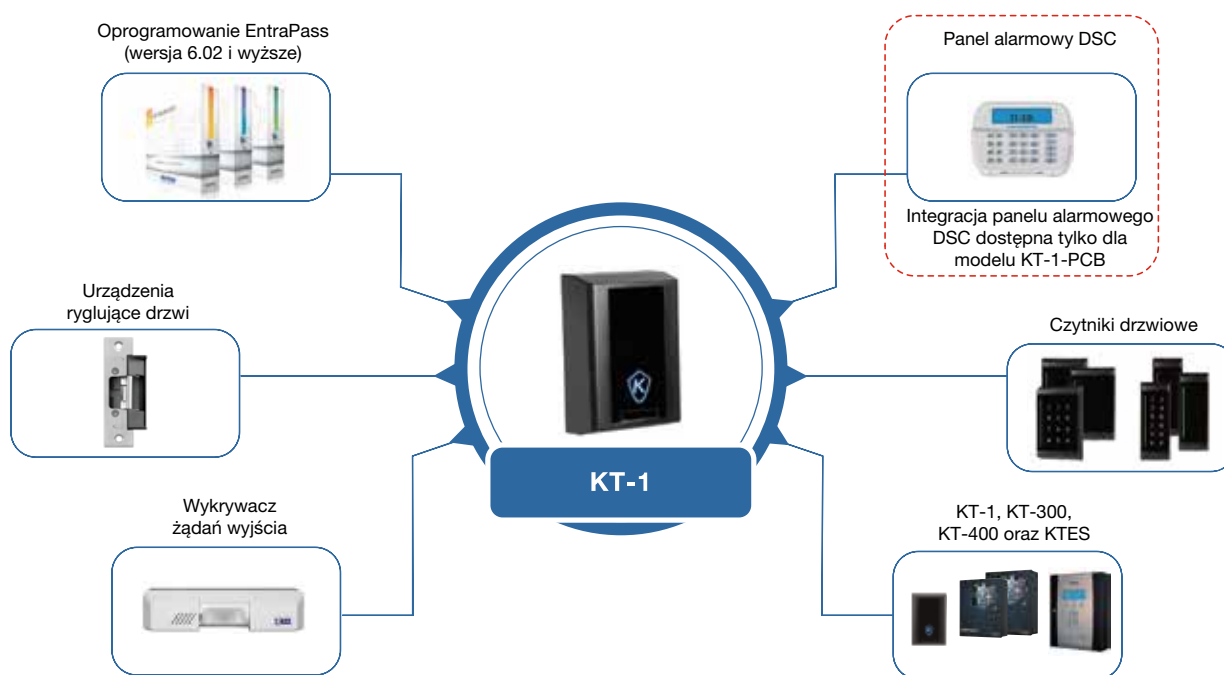 Oprogramowanie EntraPass
(wersja 6.02 i wyższe)
Panel alarmowy DSC
Integracja panelu alarmowego
DSC dostępna tylko dla
modelu KT-1-PCB
Urządzenia
ryglujące drzwi
Czytniki drzwiowe
K
KT-1
Wykrywacz
żądań wyjścia
KT-1, KT-300,
KT-400 oraz KTES